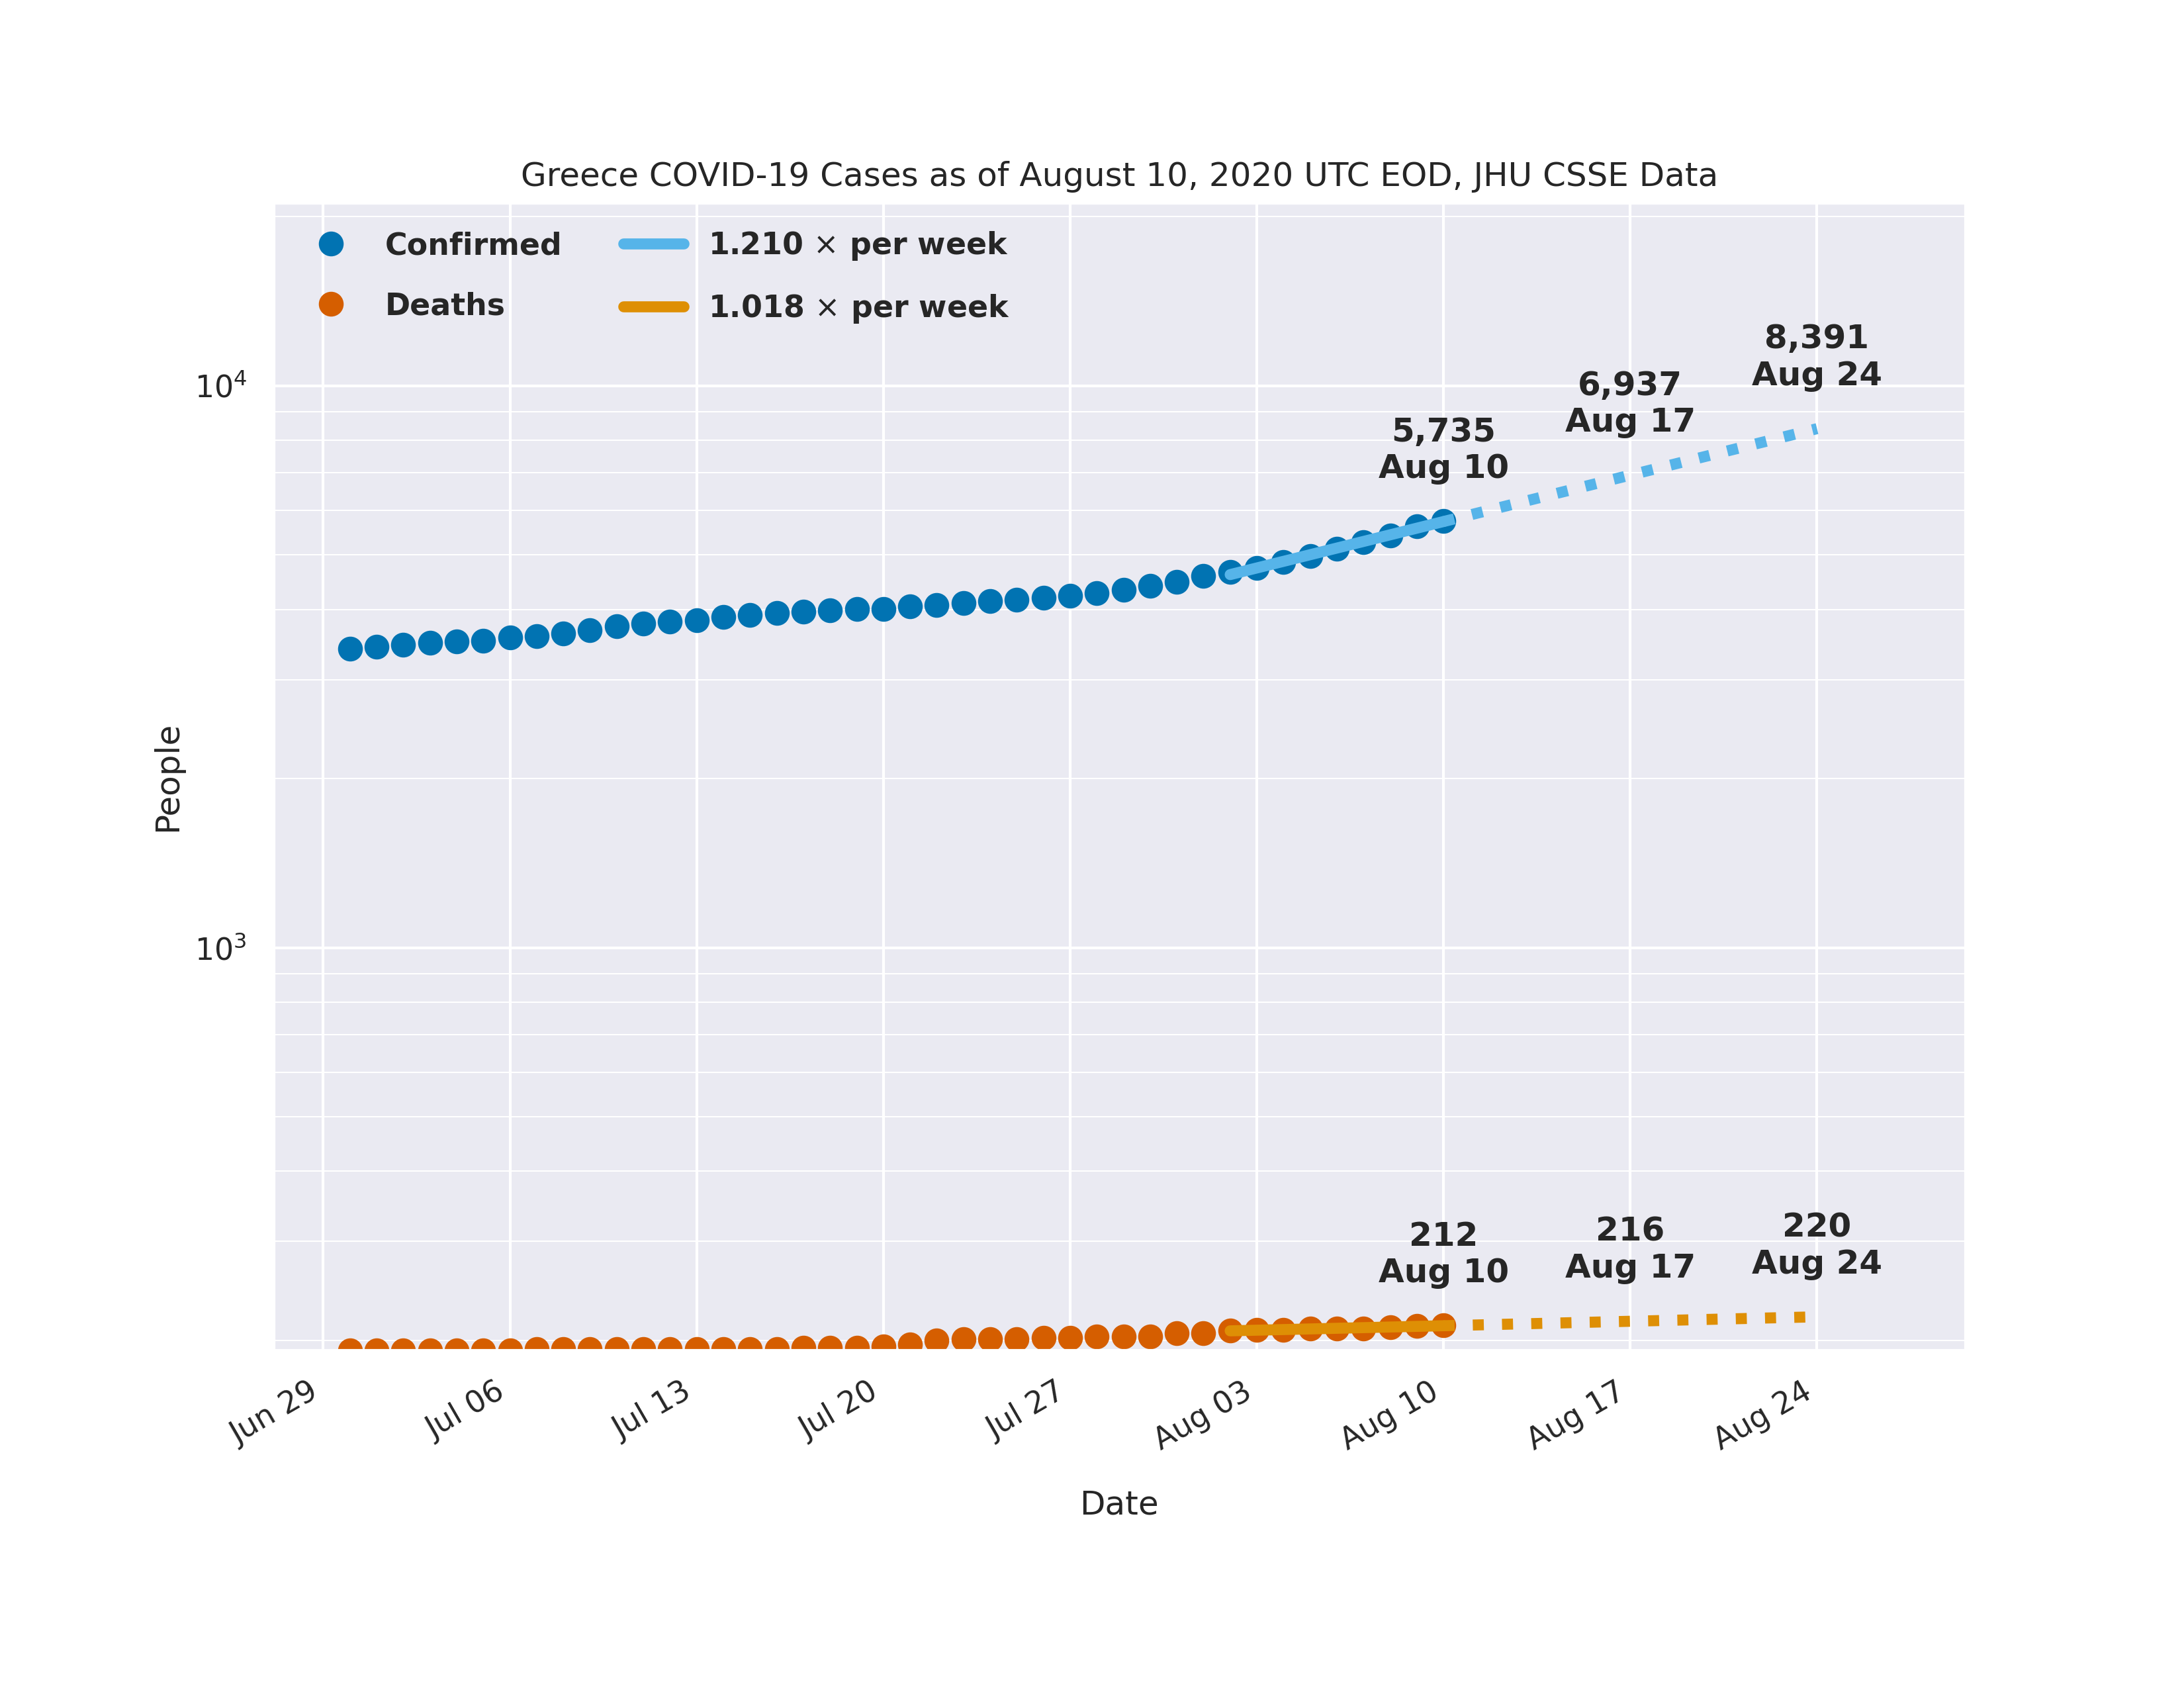 Greece COVID-19 Cases as of August 10, 2020 UTC EOD, JHU CSSE Data
Confirmed
Deaths
1.210 × per week
1.018 × per week
8,391
Aug 24
6,937
Aug 17
5,735
Aug 10
10⁴
10³
People
212
Aug 10
216
Aug 17
220
Aug 24
Jun 29
Jul 06
Jul 13
Jul 20
Jul 27
Aug 03
Aug 10
Aug 17
Aug 24
Date